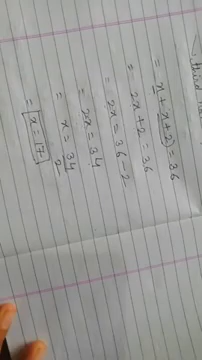 third
= x + (x + 2) = 36
= 2x + 2 = 36
= 2x = 36 - 2
= 2x = 34
= x = 34/2
= x = 17